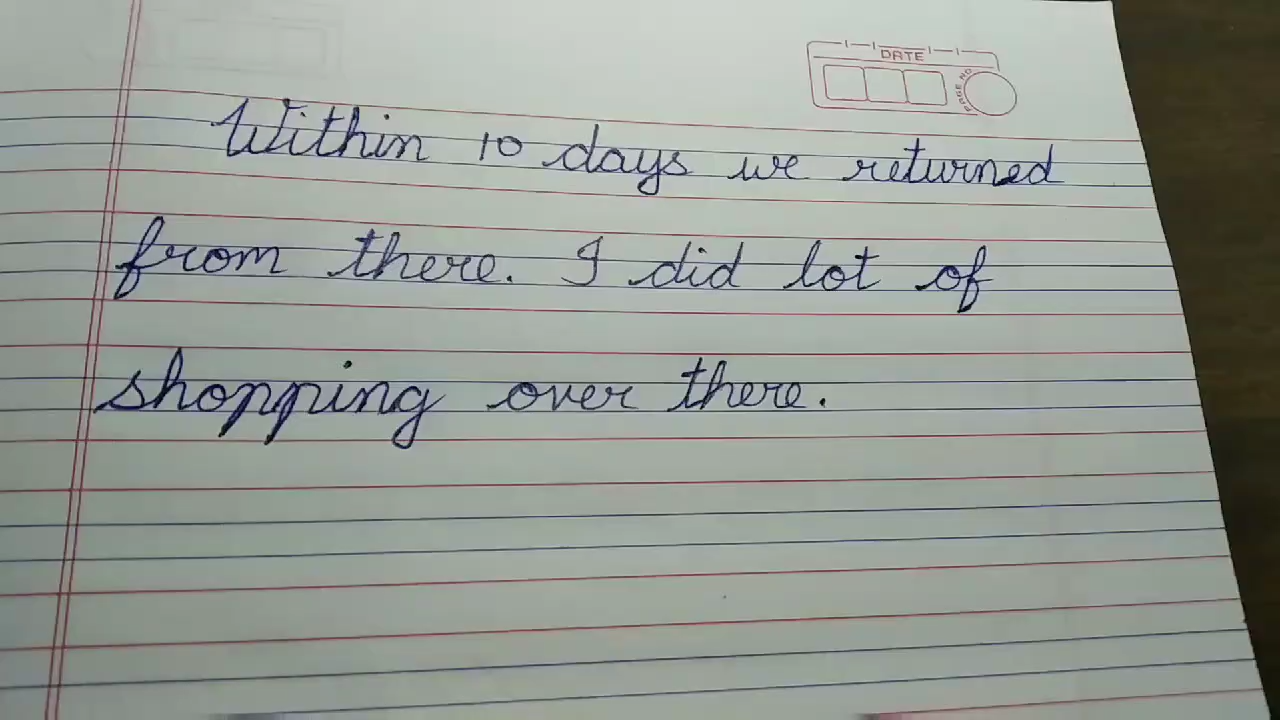 DATE
PAGE NO
Within 10 days we returned
from there. I did lot of
shopping over there.